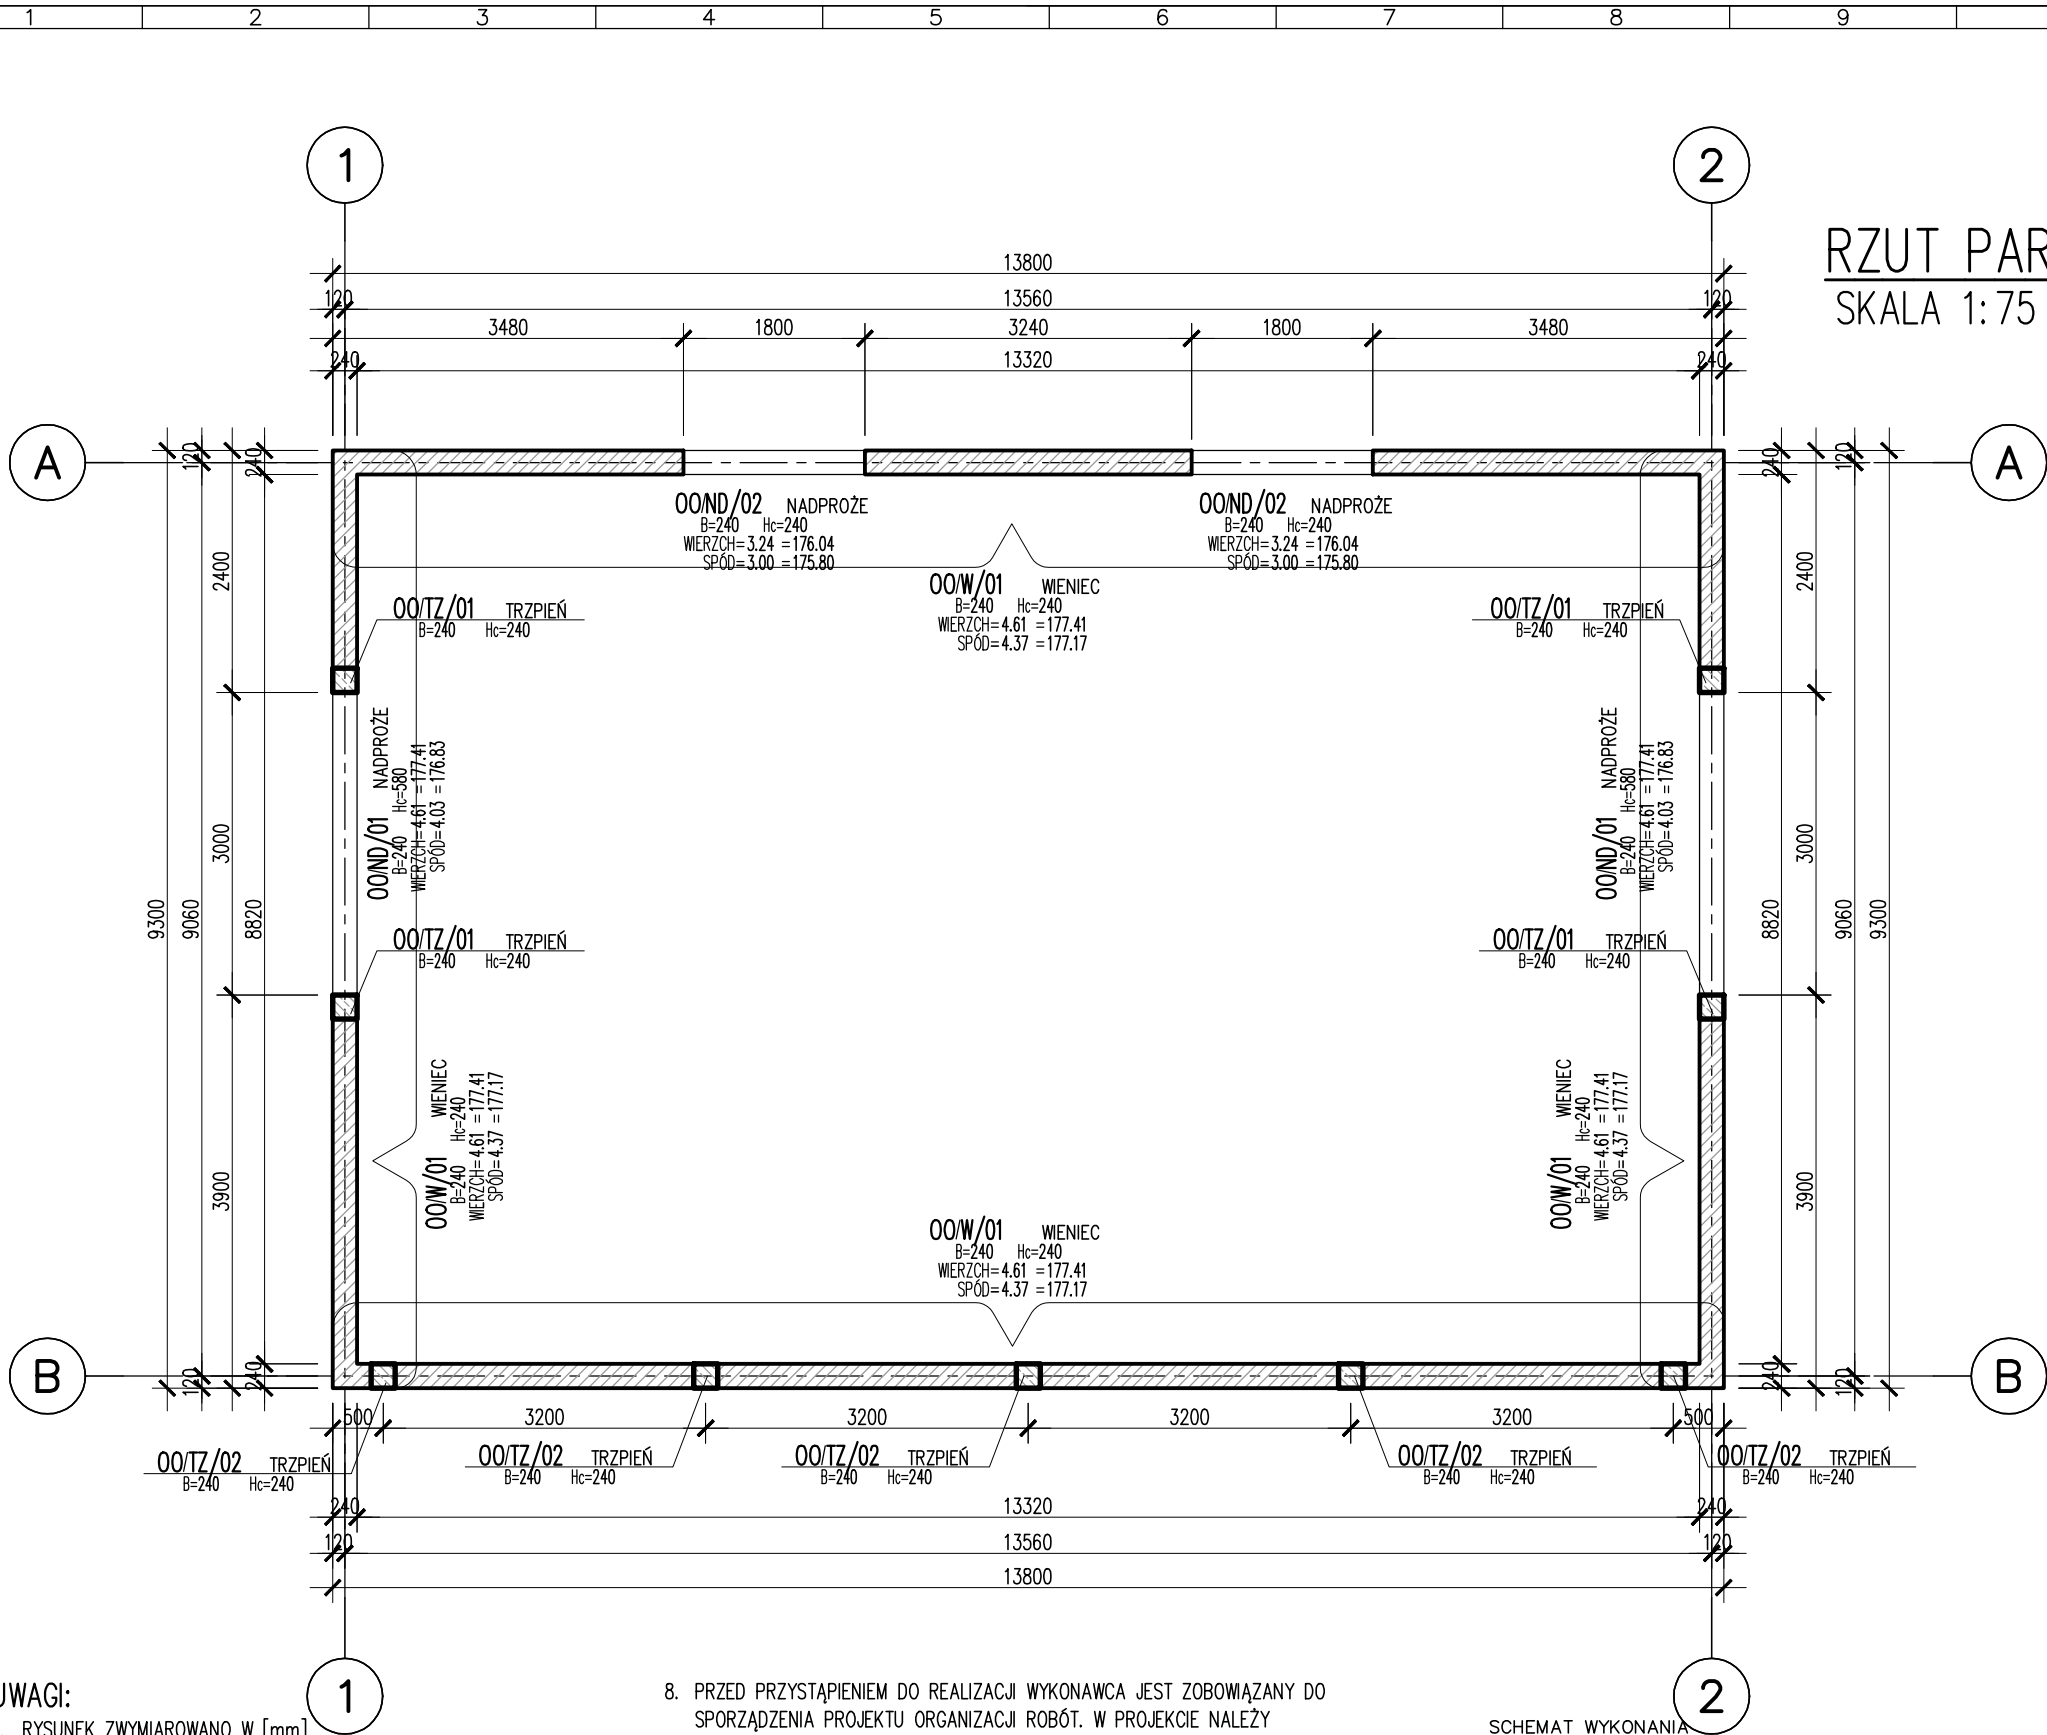 1 2 3 4 5 6 7 8 9
1 2
RZUT PAR
SKALA 1:75
13800
120 13560 120
3480 1800 3240 1800 3480
240 13320 240
A A
120 240 240 120
OO/ND/02 NADPROŻE
B=240 Hc=240
WIERZCH=3.24 =176.04
SPÓD=3.00 =175.80
OO/ND/02 NADPROŻE
B=240 Hc=240
WIERZCH=3.24 =176.04
SPÓD=3.00 =175.80
OO/W/01 WIENIEC
B=240 Hc=240
WIERZCH=4.61 =177.41
SPÓD=4.37 =177.17
2400 2400
OO/TZ/01 TRZPIEŃ
B=240 Hc=240
OO/TZ/01 TRZPIEŃ
B=240 Hc=240
OO/ND/01 NADPROŻE
B=240 Hc=580
WIERZCH=4.61 =177.41
SPÓD=4.03 =176.83
OO/ND/01 NADPROŻE
B=240 Hc=580
WIERZCH=4.61 =177.41
SPÓD=4.03 =176.83
3000 3000
9300 9060 8820 8820 9060 9300
OO/TZ/01 TRZPIEŃ
B=240 Hc=240
OO/TZ/01 TRZPIEŃ
B=240 Hc=240
OO/W/01 WIENIEC
B=240 Hc=240
WIERZCH=4.61 =177.41
SPÓD=4.37 =177.17
OO/W/01 WIENIEC
B=240 Hc=240
WIERZCH=4.61 =177.41
SPÓD=4.37 =177.17
3900 3900
OO/W/01 WIENIEC
B=240 Hc=240
WIERZCH=4.61 =177.41
SPÓD=4.37 =177.17
B B
120 240 240 120
500 3200 3200 3200 3200 500
OO/TZ/02 TRZPIEŃ
B=240 Hc=240
OO/TZ/02 TRZPIEŃ
B=240 Hc=240
OO/TZ/02 TRZPIEŃ
B=240 Hc=240
OO/TZ/02 TRZPIEŃ
B=240 Hc=240
OO/TZ/02 TRZPIEŃ
B=240 Hc=240
240 13320 240
120 13560 120
13800
1 2
UWAGI:
RYSUNEK ZWYMIAROWANO W [mm]
8. PRZED PRZYSTĄPIENIEM DO REALIZACJI WYKONAWCA JEST ZOBOWIĄZANY DO
SPORZĄDZENIA PROJEKTU ORGANIZACJI ROBÓT. W PROJEKCIE NALEŻY
SCHEMAT WYKONANIA